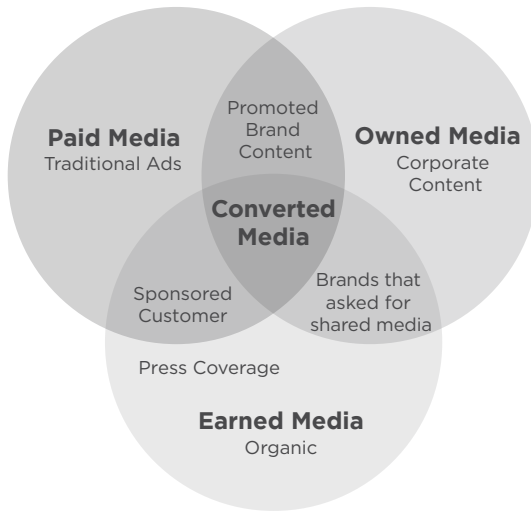 Promoted
Brand
Content
Paid Media
Traditional Ads
Owned Media
Corporate
Content
Converted
Media
Sponsored
Customer
Brands that
asked for
shared media
Press Coverage
Earned Media
Organic